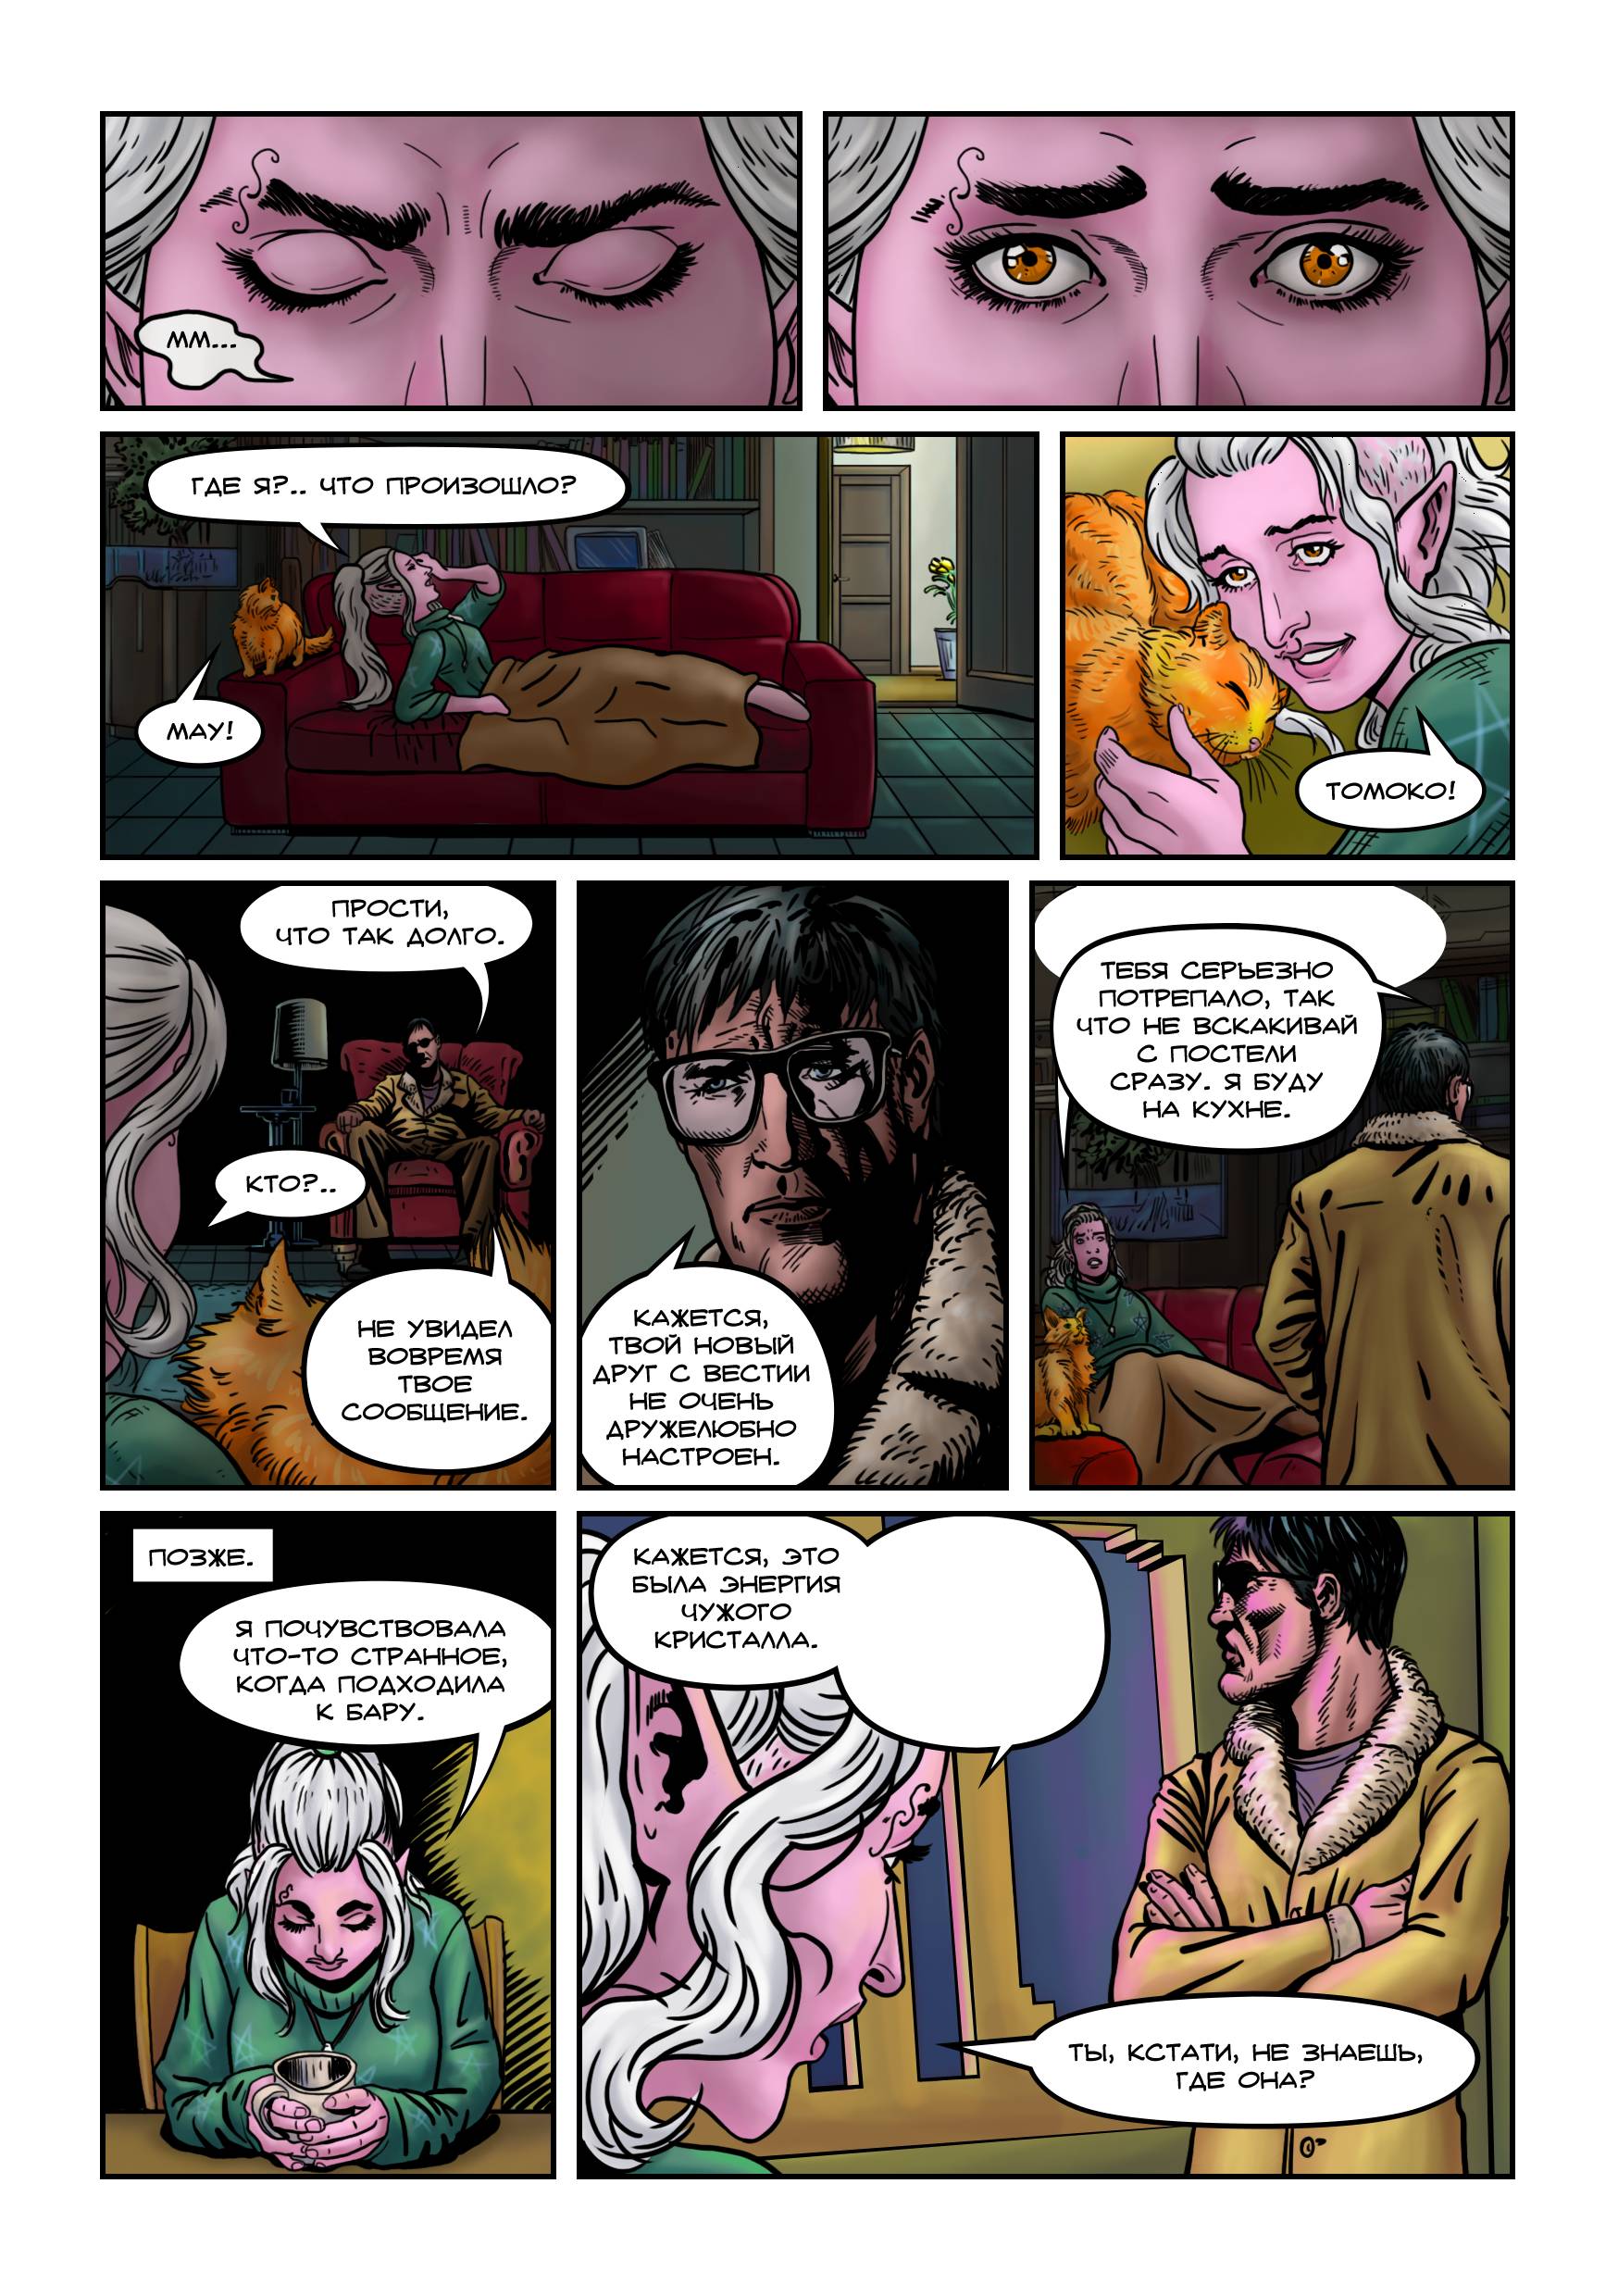 ММ...
ГДЕ Я?.. ЧТО ПРОИЗОШЛО?
МАУ!
ТОМОКО!
ПРОСТИ,
ЧТО ТАК ДОЛГО.
КТО?..
НЕ УВИДЕЛ
ВОВРЕМЯ
ТВОЕ
СООБЩЕНИЕ.
КАЖЕТСЯ,
ТВОЙ НОВЫЙ
ДРУГ С ВЕСТИИ
НЕ ОЧЕНЬ
ДРУЖЕЛЮБНО
НАСТРОЕН.
ТЕБЯ СЕРЬЕЗНО
ПОТРЕПАЛО, ТАК
ЧТО НЕ ВСКАКИВАЙ
С ПОСТЕЛИ
СРАЗУ. Я БУДУ
НА КУХНЕ.
ПОЗЖЕ.
Я ПОЧУВСТВОВАЛА
ЧТО-ТО СТРАННОЕ,
КОГДА ПОДХОДИЛА
К БАРУ.
КАЖЕТСЯ, ЭТО
БЫЛА ЭНЕРГИЯ
ЧУЖОГО
КРИСТАЛЛА.
ТЫ, КСТАТИ, НЕ ЗНАЕШЬ,
ГДЕ ОНА?